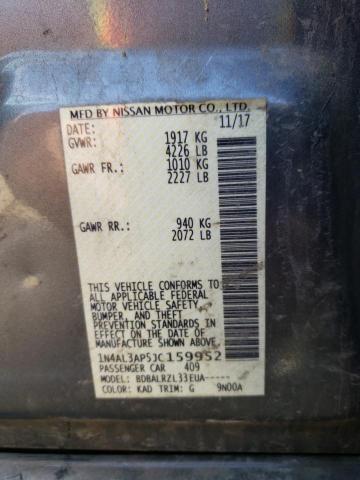 MFD BY NISSAN MOTOR CO., LTD.
DATE: 11/17
GVWR: 1917 KG
4226 LB
GAWR FR.: 1010 KG
2227 LB
GAWR RR.: 940 KG
2072 LB
THIS VEHICLE CONFORMS TO
ALL APPLICABLE U.S. FEDERAL
MOTOR VEHICLE SAFETY,
BUMPER, AND THEFT
PREVENTION STANDARDS IN
EFFECT ON THE DATE OF
MANUFACTURE SHOWN ABOVE.
1N4AL3AP5JC159952
PASSENGER CAR 409
MODEL: BDBALRZL33EUA-----
COLOR: KAD TRIM: G 9N00A